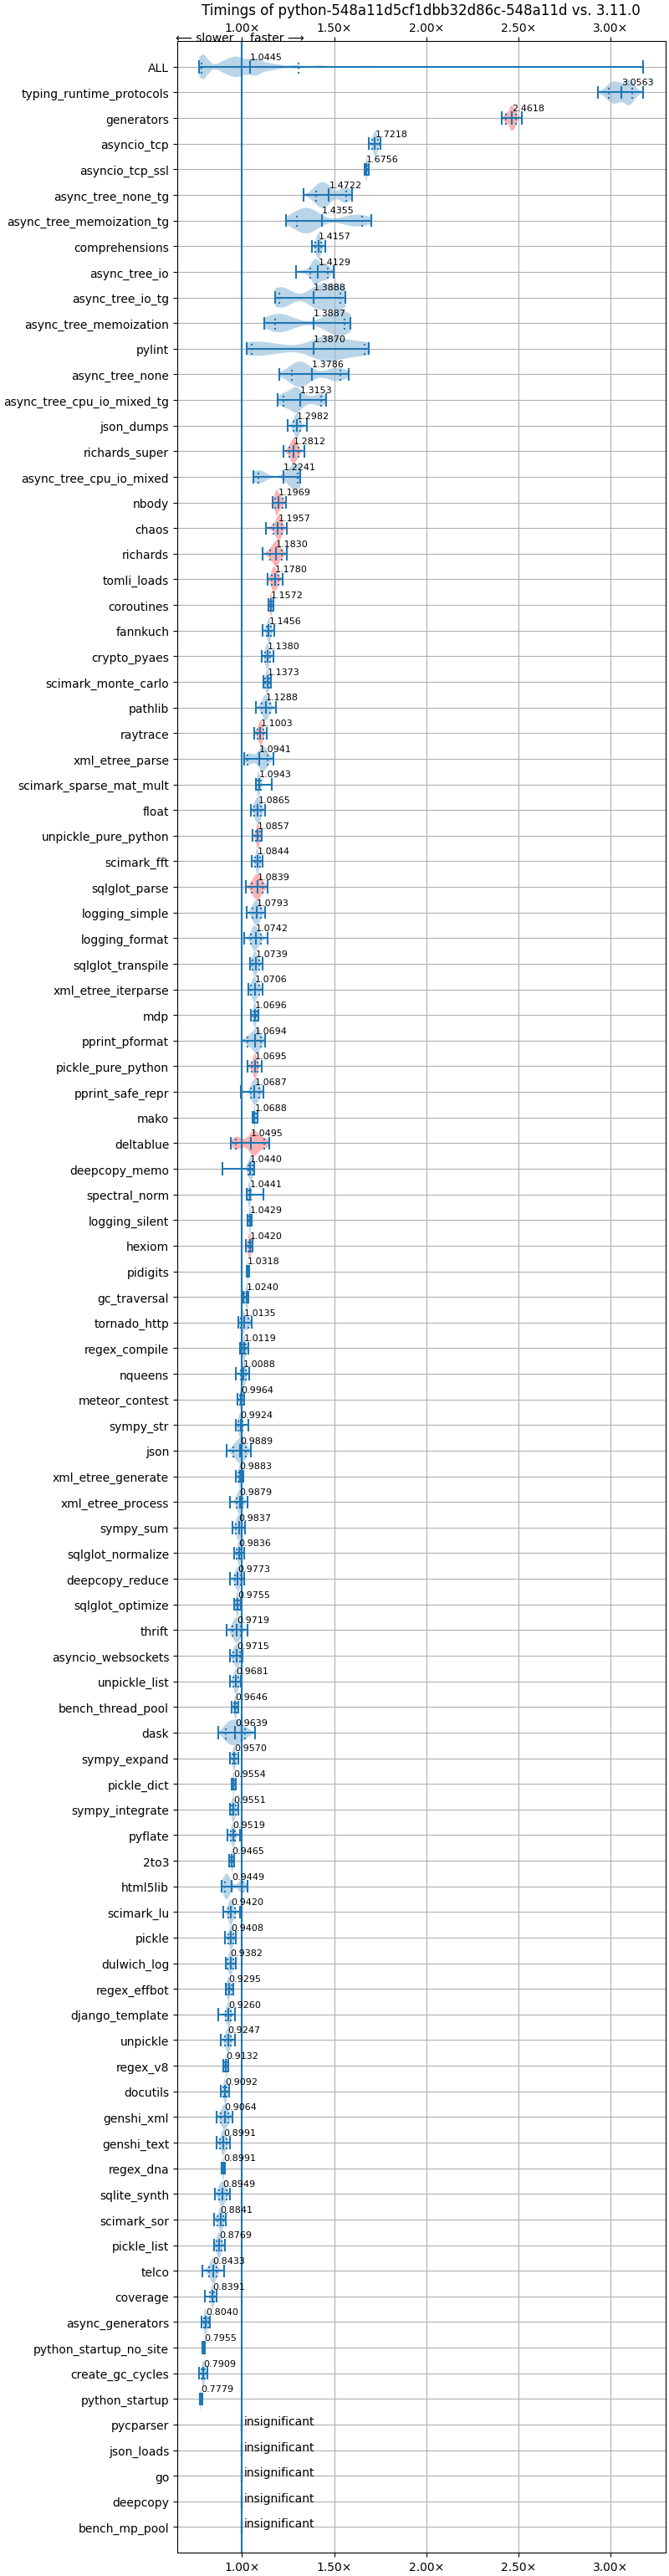 Timings of python-548a11d5cf1dbb32d86c-548a11d vs. 3.11.0
1.00× 1.50× 2.00× 2.50× 3.00×
⟵ slower faster ⟶
ALL 1.0445
typing_runtime_protocols 3.0563
generators 2.4618
asyncio_tcp 1.7218
asyncio_tcp_ssl 1.6756
async_tree_none_tg 1.4722
async_tree_memoization_tg 1.4355
comprehensions 1.4157
async_tree_io 1.4129
async_tree_io_tg 1.3888
async_tree_memoization 1.3887
pylint 1.3870
async_tree_none 1.3786
async_tree_cpu_io_mixed_tg 1.3153
json_dumps 1.2982
richards_super 1.2812
async_tree_cpu_io_mixed 1.2241
nbody 1.1969
chaos 1.1957
richards 1.1830
tomli_loads 1.1780
coroutines 1.1572
fannkuch 1.1456
crypto_pyaes 1.1380
scimark_monte_carlo 1.1373
pathlib 1.1288
raytrace 1.1003
xml_etree_parse 1.0941
scimark_sparse_mat_mult 1.0943
float 1.0865
unpickle_pure_python 1.0857
scimark_fft 1.0844
sqlglot_parse 1.0839
logging_simple 1.0793
logging_format 1.0742
sqlglot_transpile 1.0739
xml_etree_iterparse 1.0706
mdp 1.0696
pprint_pformat 1.0694
pickle_pure_python 1.0695
pprint_safe_repr 1.0687
mako 1.0688
deltablue 1.0495
deepcopy_memo 1.0440
spectral_norm 1.0441
logging_silent 1.0429
hexiom 1.0420
pidigits 1.0318
gc_traversal 1.0240
tornado_http 1.0135
regex_compile 1.0119
nqueens 1.0088
meteor_contest 0.9964
sympy_str 0.9924
json 0.9889
xml_etree_generate 0.9883
xml_etree_process 0.9879
sympy_sum 0.9837
sqlglot_normalize 0.9836
deepcopy_reduce 0.9773
sqlglot_optimize 0.9755
thrift 0.9719
asyncio_websockets 0.9715
unpickle_list 0.9681
bench_thread_pool 0.9646
dask 0.9639
sympy_expand 0.9570
pickle_dict 0.9554
sympy_integrate 0.9551
pyflate 0.9519
2to3 0.9465
html5lib 0.9449
scimark_lu 0.9420
pickle 0.9408
dulwich_log 0.9382
regex_effbot 0.9295
django_template 0.9260
unpickle 0.9247
regex_v8 0.9132
docutils 0.9092
genshi_xml 0.9064
genshi_text 0.8991
regex_dna 0.8991
sqlite_synth 0.8949
scimark_sor 0.8841
pickle_list 0.8769
telco 0.8433
coverage 0.8391
async_generators 0.8040
python_startup_no_site 0.7955
create_gc_cycles 0.7909
python_startup 0.7779
pycparser insignificant
json_loads insignificant
go insignificant
deepcopy insignificant
bench_mp_pool insignificant
1.00× 1.50× 2.00× 2.50× 3.00×